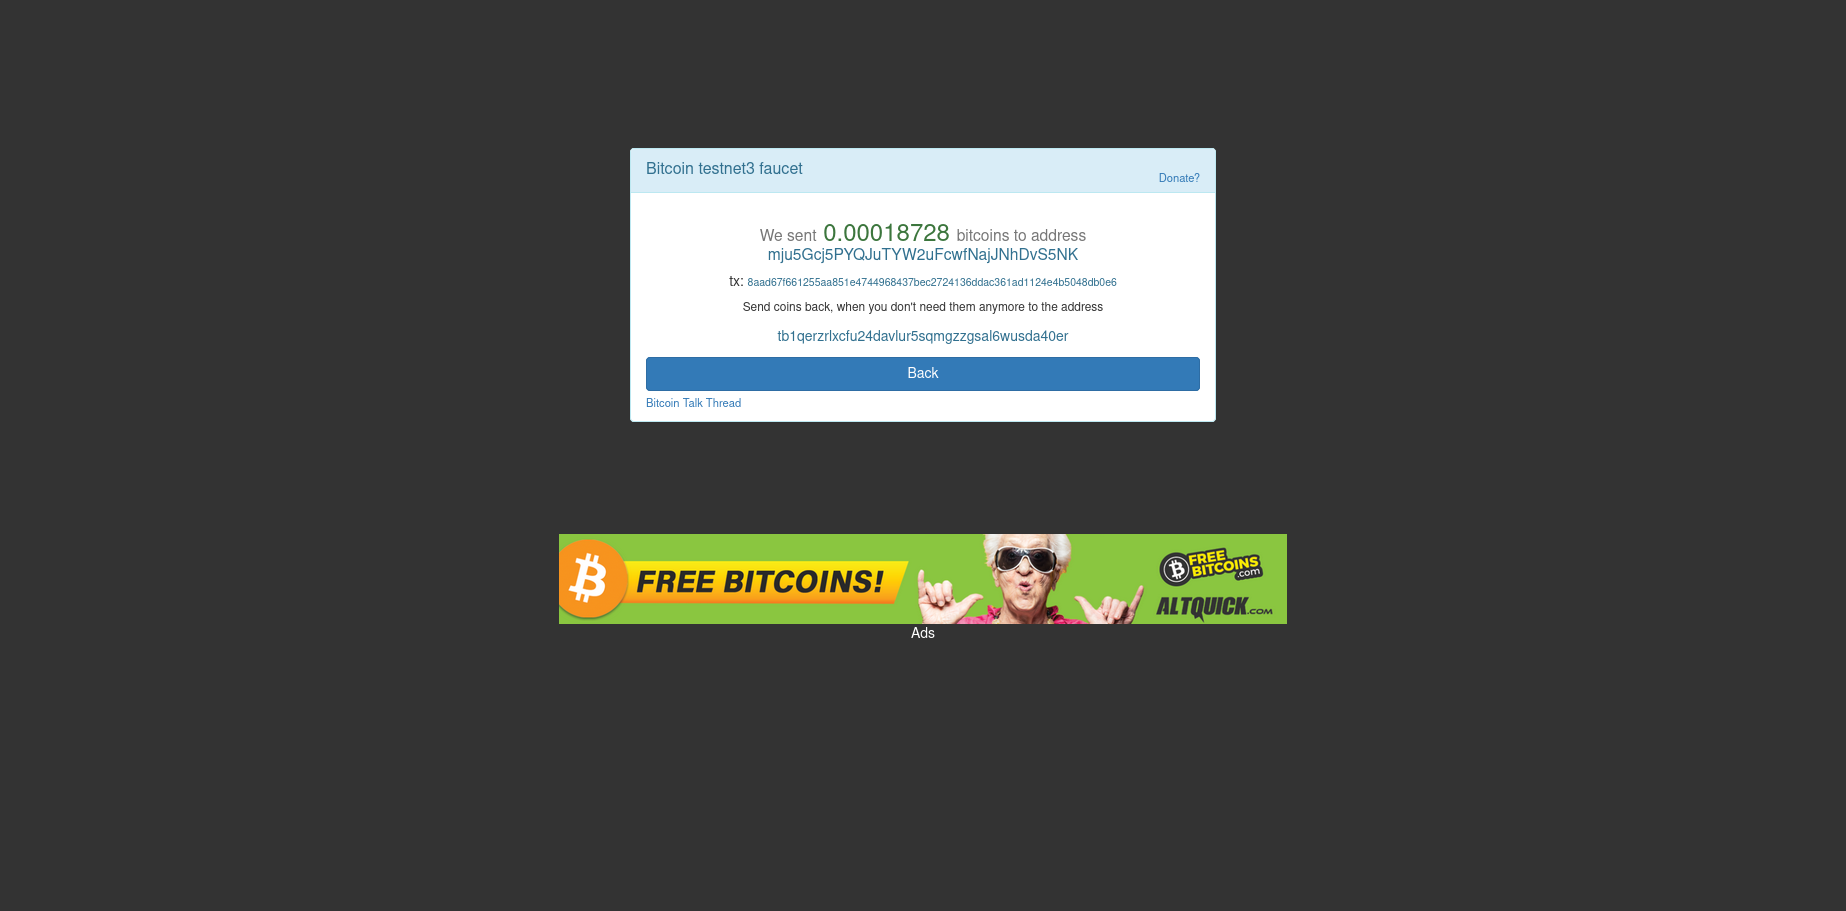 Bitcoin testnet3 faucet
Donate?
We sent 0.00018728 bitcoins to address
mju5Gcj5PYQJuTYW2uFcwfNajJNhDvS5NK
tx: 8aad67f661255aa851e4744968437bec2724136ddac361ad1124e4b5048db0e6
Send coins back, when you don't need them anymore to the address
tb1qerzrlxcfu24davlur5sqmgzzgsal6wusda40er
Back
Bitcoin Talk Thread
FREE BITCOINS!
FREE
BITCOINS
.com
ALTQUICK.COM
Ads